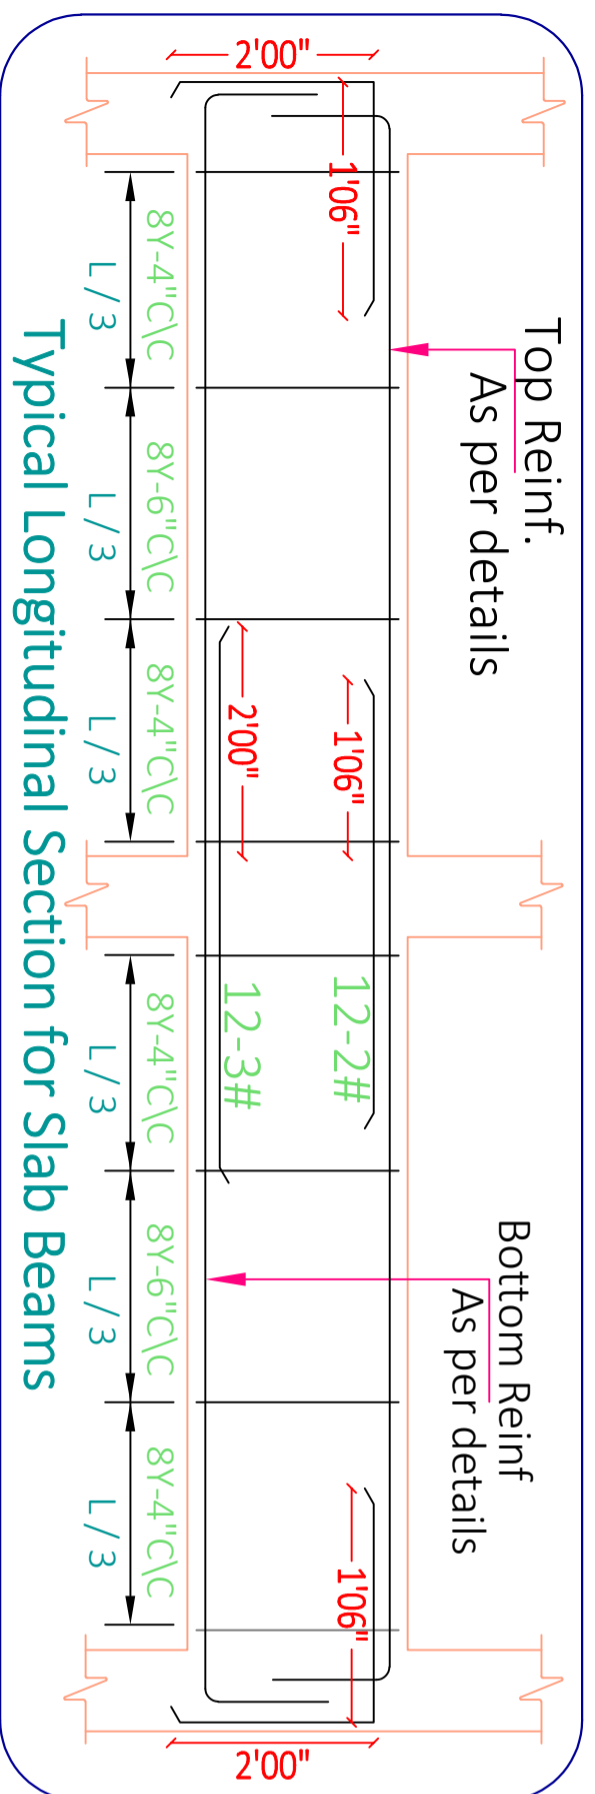 Top Reinf.
As per details
Bottom Reinf
As per details
2'00"
1'06"
1'06"
1'06"
2'00"
2'00"
12-2#
12-3#
8Y-4"C\C
8Y-6"C\C
8Y-4"C\C
8Y-4"C\C
8Y-6"C\C
8Y-4"C\C
L / 3
L / 3
L / 3
L / 3
L / 3
L / 3
Typical Longitudinal Section for Slab Beams